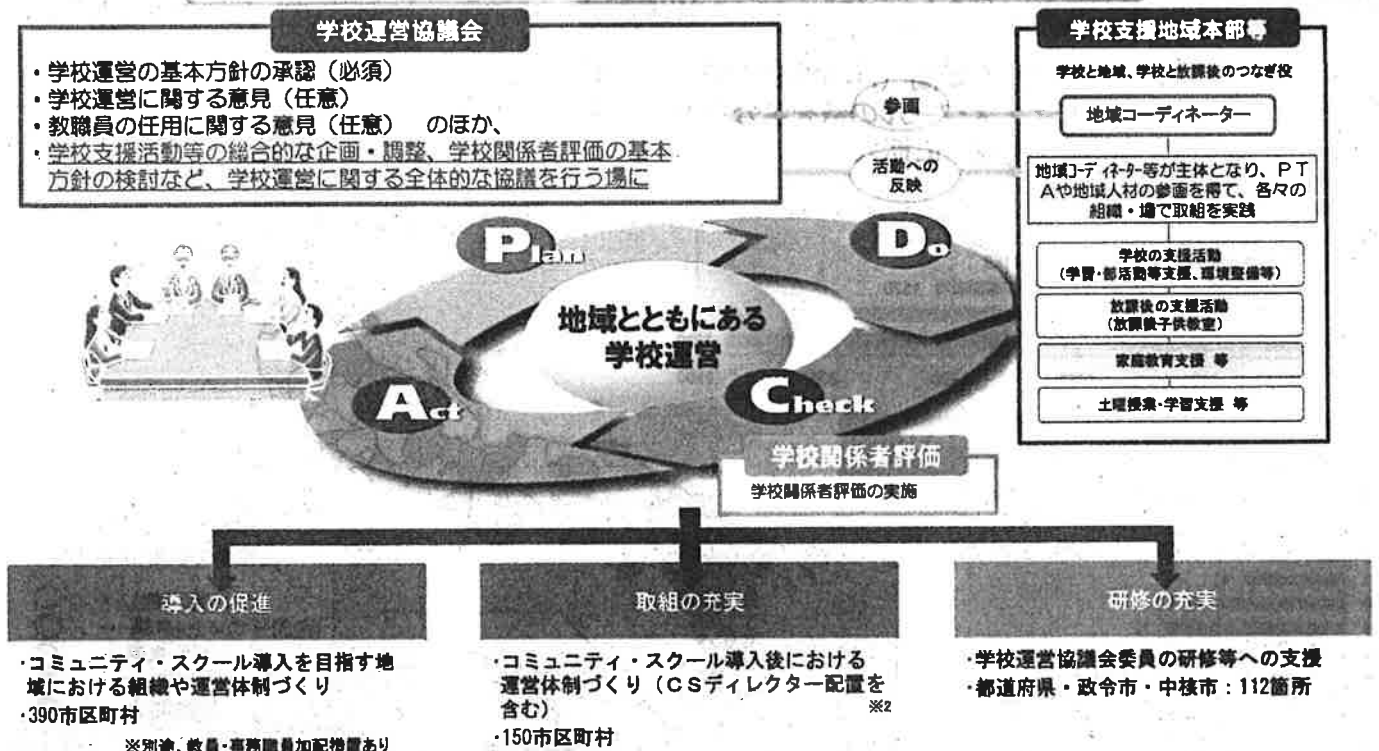 学校運営協議会
・学校運営の基本方針の承認（必須）
・学校運営に関する意見（任意）
・教職員の任用に関する意見（任意）　のほか、
・学校支援活動等の総合的な企画・調整、学校関係者評価の基本
方針の検討など、学校運営に関する全体的な協議を行う場に
参画
活動への
反映
学校支援地域本部等
学校と地域、学校と放課後のつなぎ役
地域コーディネーター
地域ｺｰﾃﾞｨﾈｰﾀｰ等が主体となり、ＰＴ
Ａや地域人材の参画を得て、各々の
組織・場で取組を実践
学校の支援活動
（学習・部活動等支援、環境整備等）
放課後の支援活動
（放課後子供教室）
家庭教育支援 等
土曜授業・学習支援 等
Plan
Do
地域とともにある
学校運営
Act
Check
学校関係者評価
学校関係者評価の実施
導入の促進
・コミュニティ・スクール導入を目指す地
域における組織や運営体制づくり
・390市区町村
※別途、教員・事務職員加配措置あり
取組の充実
・コミュニティ・スクール導入後における
運営体制づくり（ＣＳディレクター配置を
含む）　※2
・150市区町村
研修の充実
・学校運営協議会委員の研修等への支援
・都道府県・政令市・中核市：112箇所